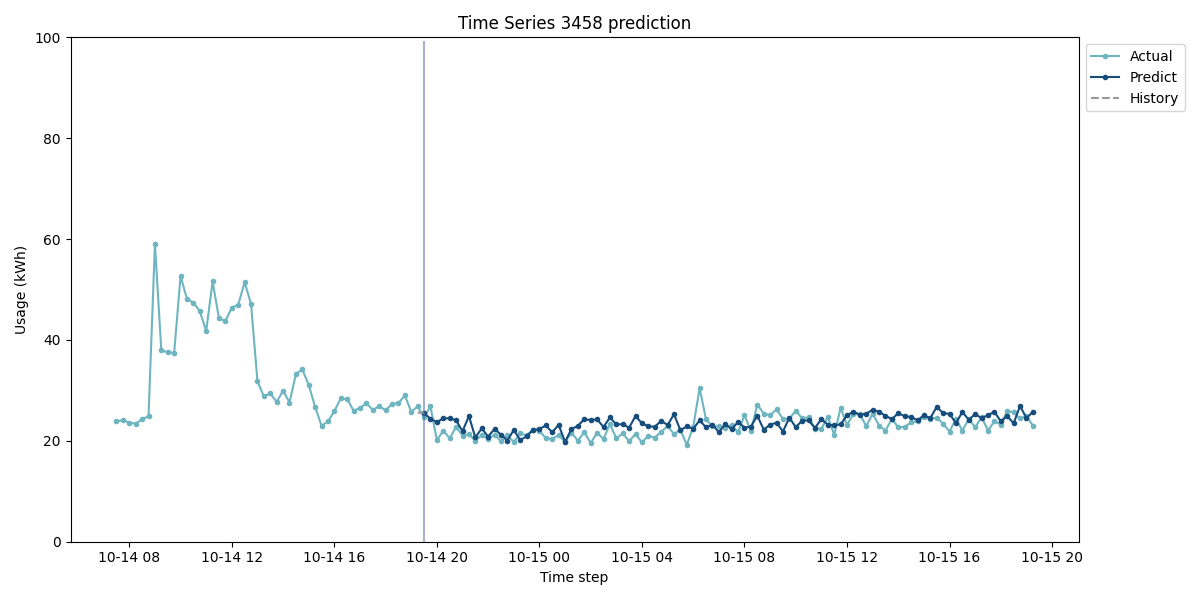 Time Series 3458 prediction
100
80
60
40
20
0
Usage (kWh)
10-14 08
10-14 12
10-14 16
10-14 20
10-15 00
10-15 04
10-15 08
10-15 12
10-15 16
10-15 20
Time step
Actual
Predict
History